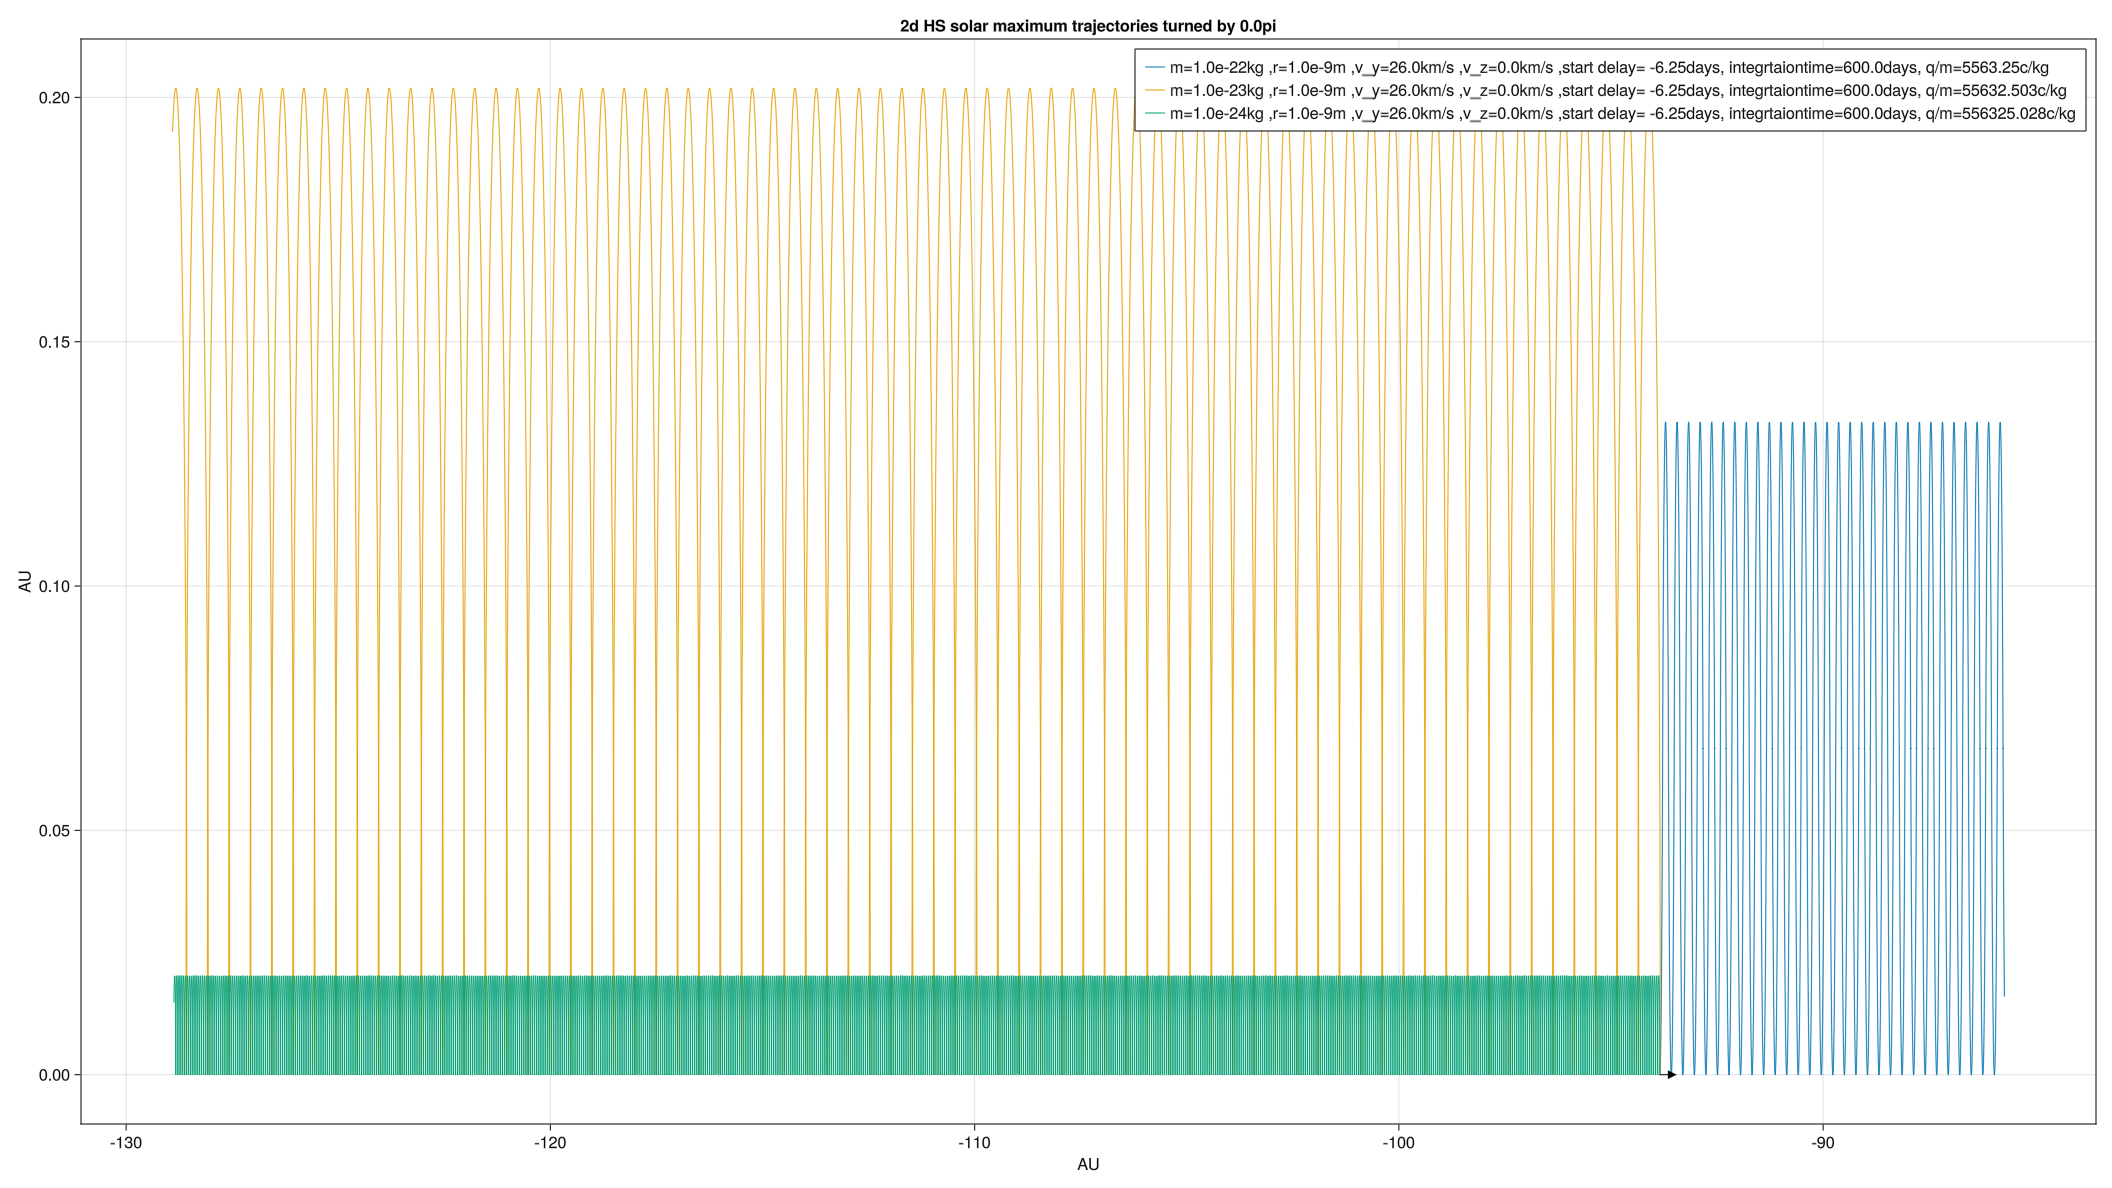 2d HS solar maximum trajectories turned by 0.0pi
m=1.0e-22kg ,r=1.0e-9m ,v_y=26.0km/s ,v_z=0.0km/s ,start delay= -6.25days, integrtaiontime=600.0days, q/m=5563.25c/kg
m=1.0e-23kg ,r=1.0e-9m ,v_y=26.0km/s ,v_z=0.0km/s ,start delay= -6.25days, integrtaiontime=600.0days, q/m=55632.503c/kg
m=1.0e-24kg ,r=1.0e-9m ,v_y=26.0km/s ,v_z=0.0km/s ,start delay= -6.25days, integrtaiontime=600.0days, q/m=556325.028c/kg
0.20
0.15
0.10
0.05
0.00
AU
-130
-120
-110
-100
-90
AU